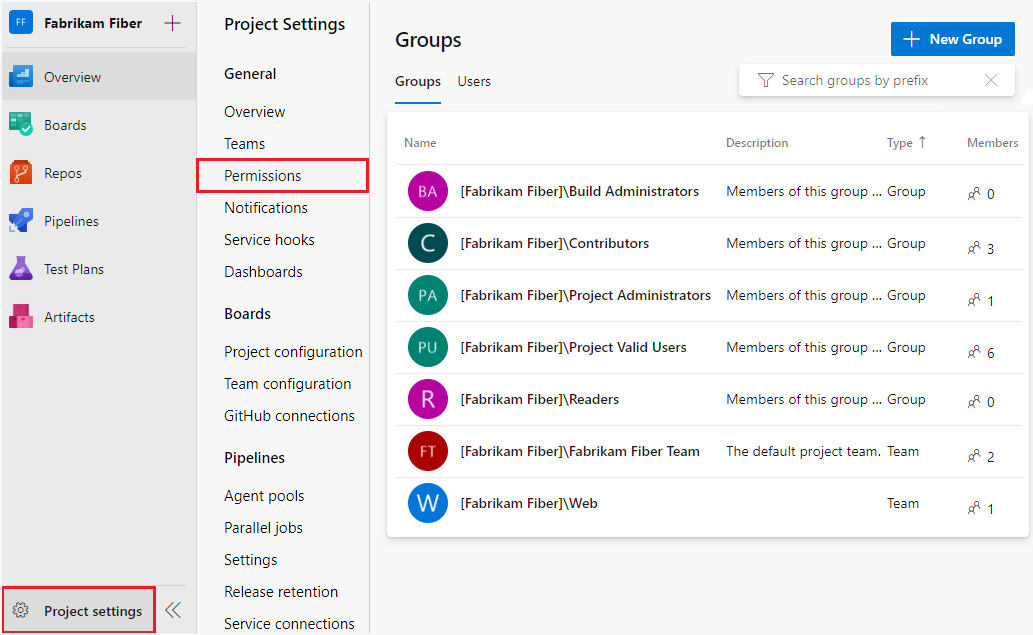 FF Fabrikam Fiber
Overview
Boards
Repos
Pipelines
Test Plans
Artifacts
Project settings
Project Settings
General
Overview
Teams
Permissions
Notifications
Service hooks
Dashboards
Boards
Project configuration
Team configuration
GitHub connections
Pipelines
Agent pools
Parallel jobs
Settings
Release retention
Service connections
Groups
New Group
Groups Users
Search groups by prefix
Name Description Type ↑ Members
BA [Fabrikam Fiber]\Build Administrators Members of this group ... Group 0
C [Fabrikam Fiber]\Contributors Members of this group ... Group 3
PA [Fabrikam Fiber]\Project Administrators Members of this group ... Group 1
PU [Fabrikam Fiber]\Project Valid Users Members of this group ... Group 6
R [Fabrikam Fiber]\Readers Members of this group ... Group 0
FT [Fabrikam Fiber]\Fabrikam Fiber Team The default project team. Team 2
W [Fabrikam Fiber]\Web Team 1